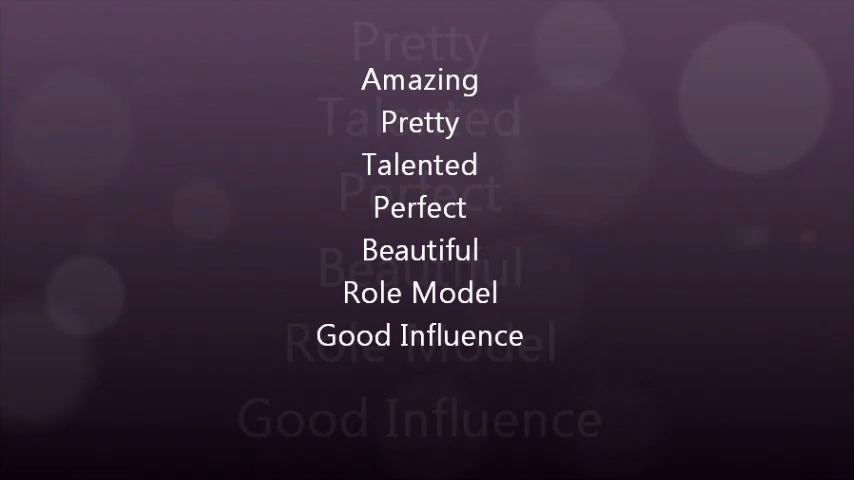 Amazing
Pretty
Talented
Perfect
Beautiful
Role Model
Good Influence